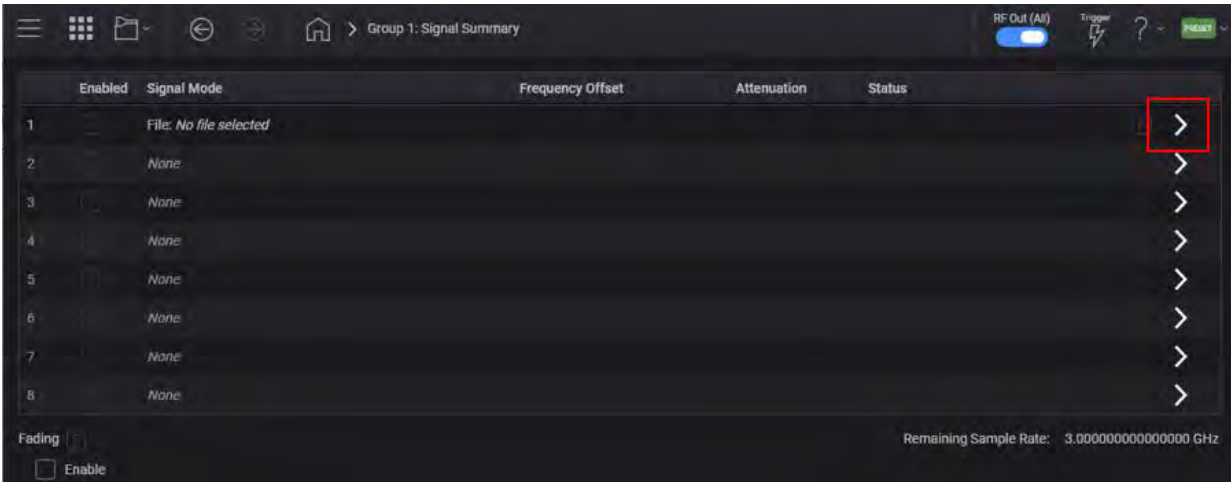 Group 1: Signal Summary
RF Out (All)
Trigger
?
PRESET
Enabled Signal Mode Frequency Offset Attenuation Status
1 File: No file selected
2 None
3 None
4 None
5 None
6 None
7 None
8 None
Fading
Remaining Sample Rate: 3.000000000000000 GHz
Enable